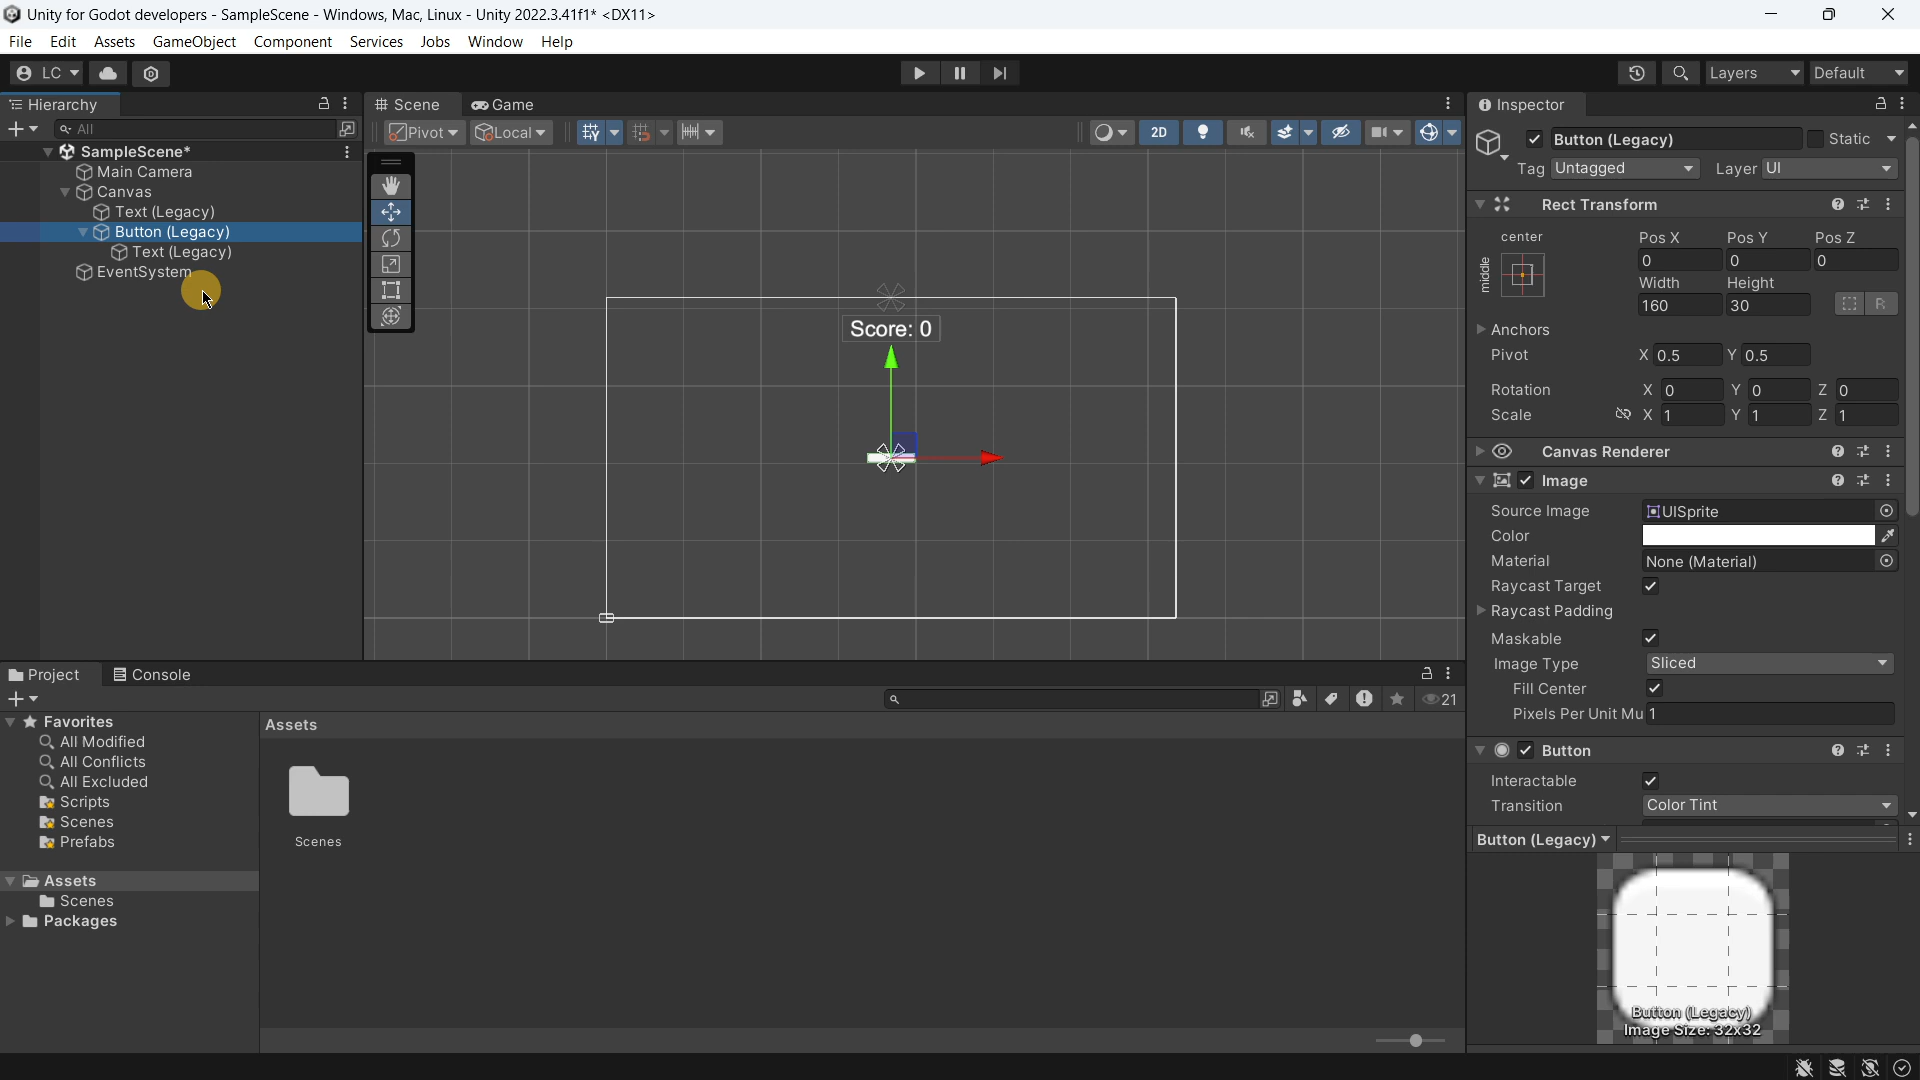 Unity for Godot developers - SampleScene - Windows, Mac, Linux - Unity 2022.3.41f1* <DX11>
File Edit Assets GameObject Component Services Jobs Window Help
LC Layers Default
Hierarchy
All
SampleScene*
Main Camera
Canvas
Text (Legacy)
Button (Legacy)
Text (Legacy)
EventSystem
Scene Game
Pivot Local 2D
Score: 0
Inspector
Button (Legacy) Static
Tag Untagged Layer UI
Rect Transform
center
middle
Pos X Pos Y Pos Z
0 0 0
Width Height
160 30 R
Anchors
Pivot X 0.5 Y 0.5
Rotation X 0 Y 0 Z 0
Scale X 1 Y 1 Z 1
Canvas Renderer
Image
Source Image UISprite
Color
Material None (Material)
Raycast Target
Raycast Padding
Maskable
Image Type Sliced
Fill Center
Pixels Per Unit Mu 1
Button
Interactable
Transition Color Tint
Button (Legacy)
Button (Legacy)
Image Size: 32x32
Project Console
21
Favorites
All Modified
All Conflicts
All Excluded
Scripts
Scenes
Prefabs
Assets
Scenes
Packages
Assets
Scenes